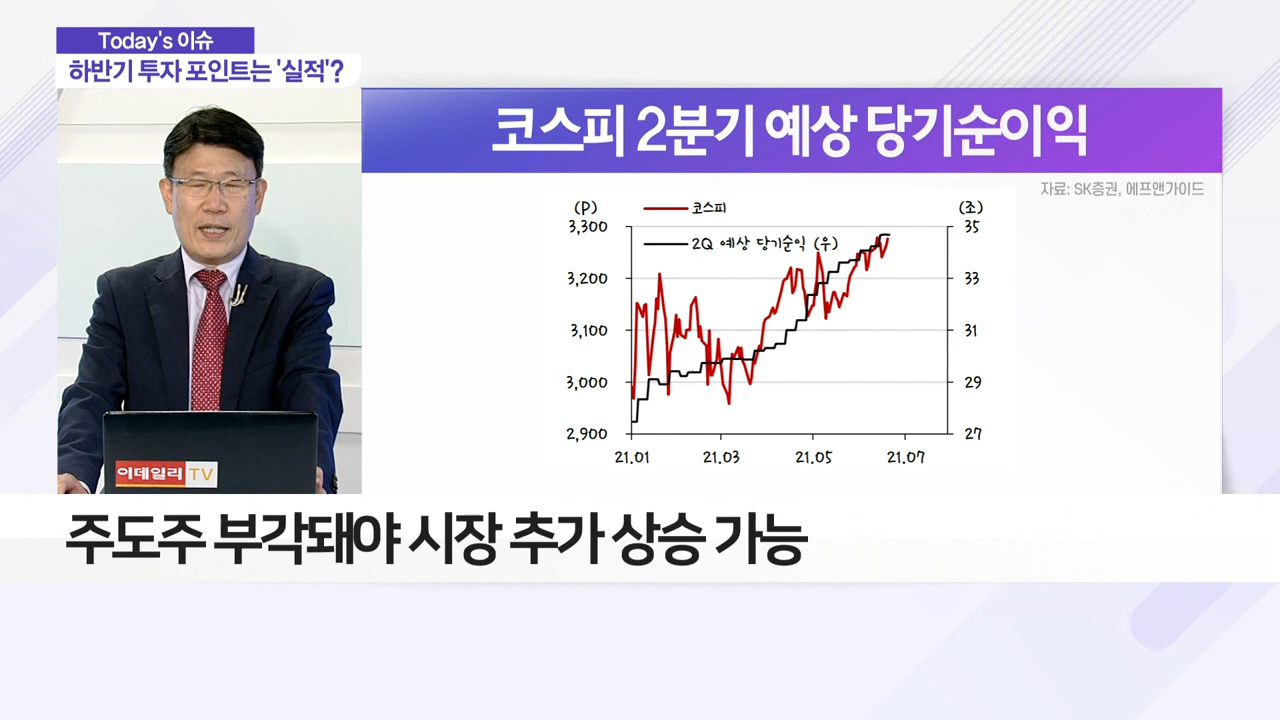 Today's 이슈
하반기 투자 포인트는 '실적'?
코스피 2분기 예상 당기순이익
자료: SK증권, 에프앤가이드
(P) 코스피 (조)
2Q 예상 당기순익 (우)
3,300 35
3,200 33
3,100 31
3,000 29
2,900 27
21.01 21.03 21.05 21.07
이데일리 TV
주도주 부각돼야 시장 추가 상승 가능